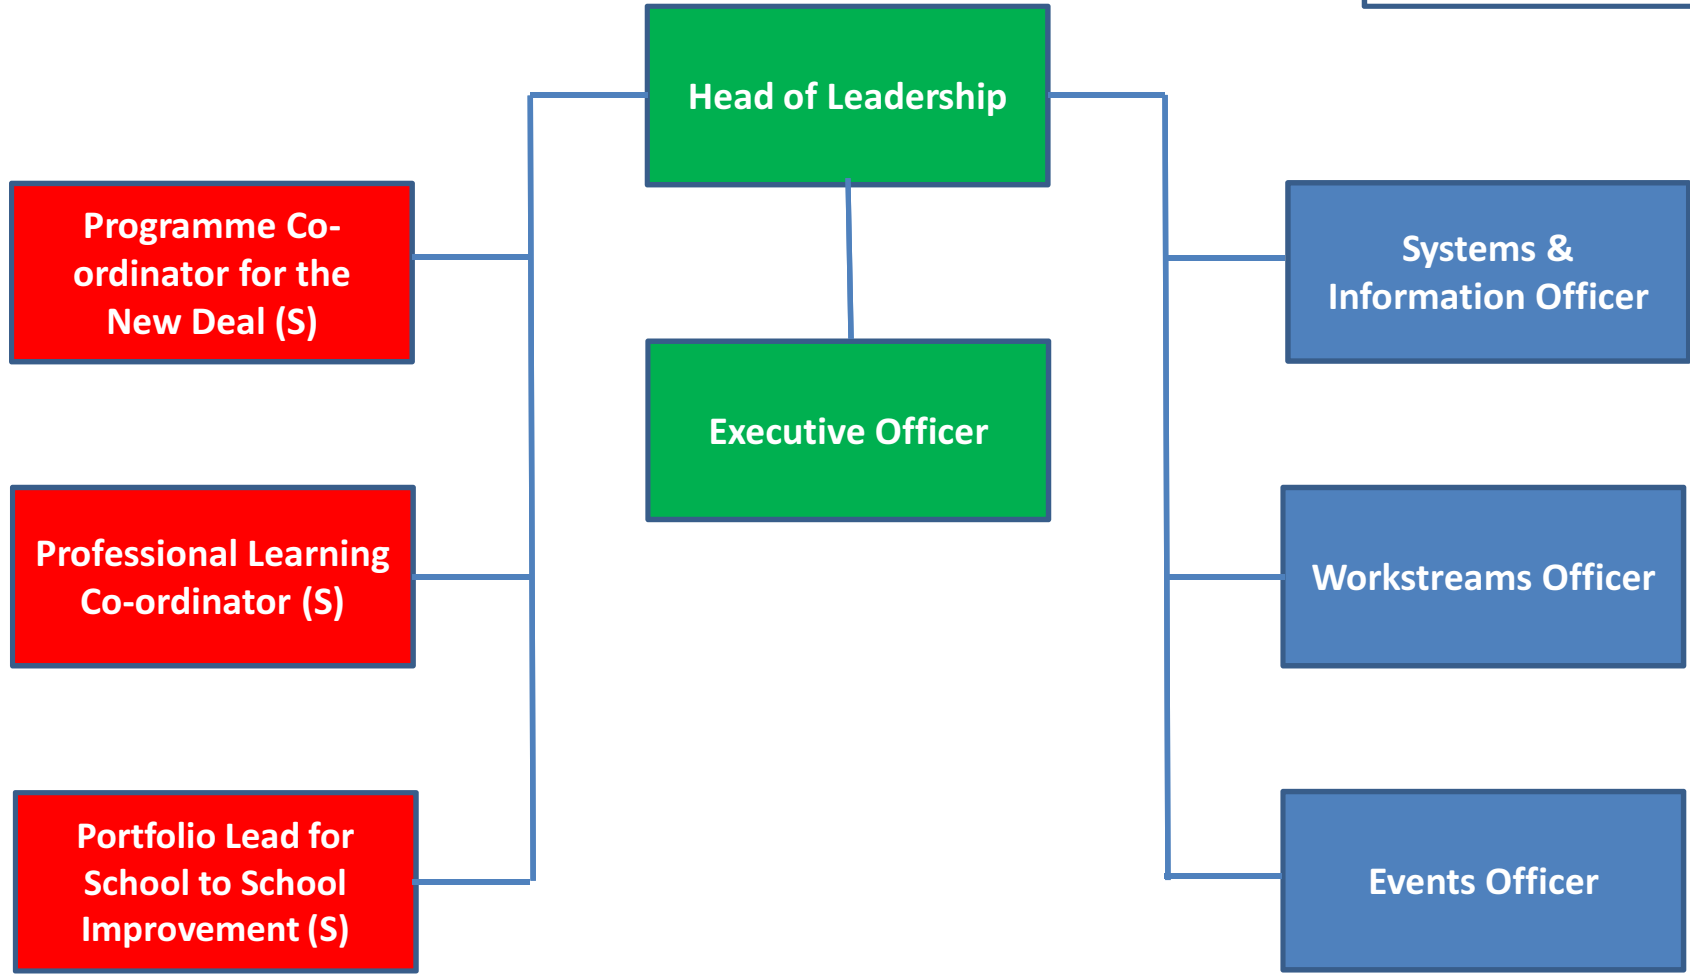 Head of Leadership
Programme Co-
ordinator for the
New Deal (S)
Systems &
Information Officer
Executive Officer
Professional Learning
Co-ordinator (S)
Workstreams Officer
Portfolio Lead for
School to School
Improvement (S)
Events Officer